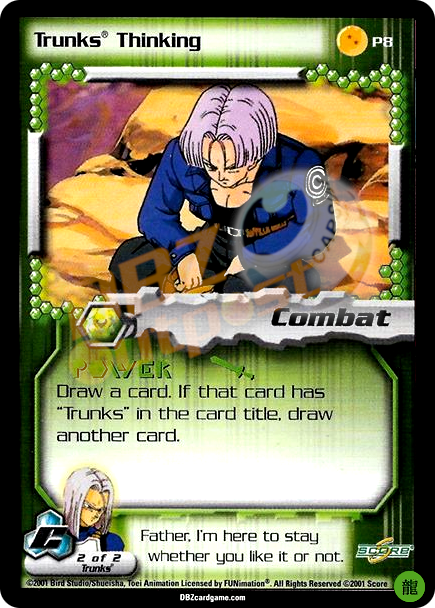 Trunks® Thinking
P8
Combat
POWER
Draw a card. If that card has
"Trunks" in the card title, draw
another card.
2 of 2
Trunks®
Father, I'm here to stay
whether you like it or not.
SCORE
©2001 Bird Studio/Shueisha, Toei Animation Licensed by FUNimation®. All Rights Reserved ©2001 Score
DBZcardgame.com
龍